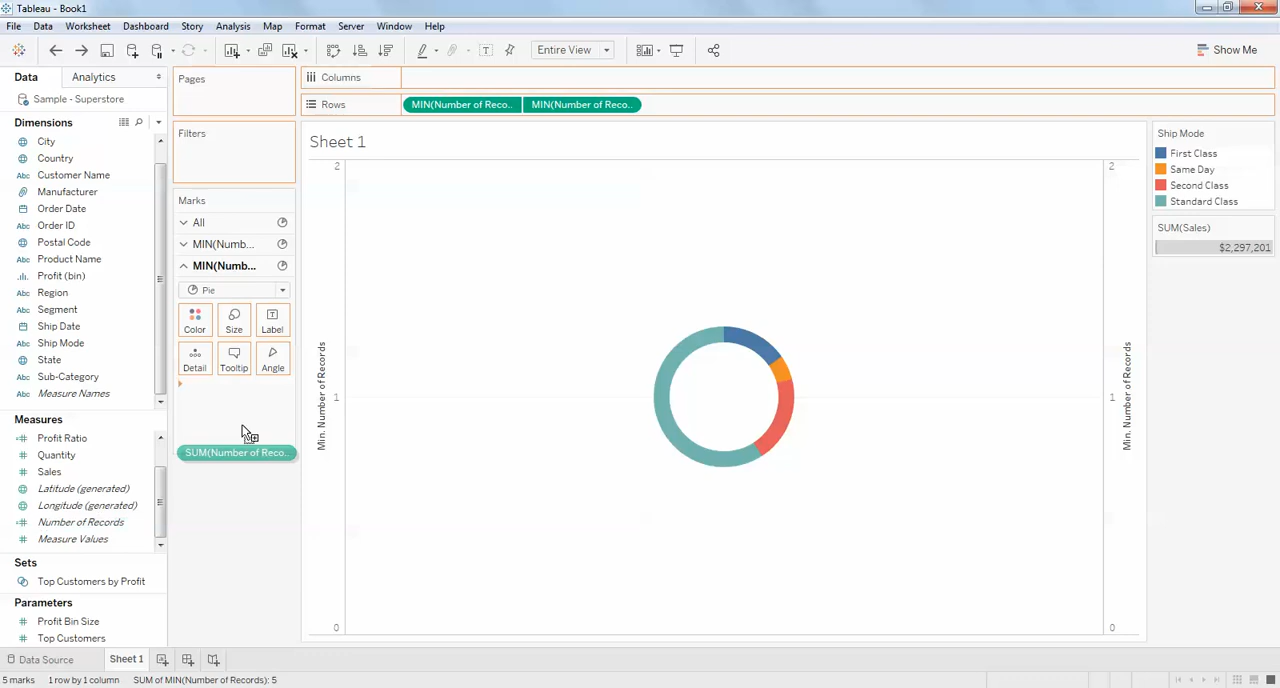 Tableau - Book1
File Data Worksheet Dashboard Story Analysis Map Format Server Window Help
Entire View
Show Me
Data Analytics
Sample - Superstore
Dimensions
City
Country
Customer Name
Manufacturer
Order Date
Order ID
Postal Code
Product Name
Profit (bin)
Region
Segment
Ship Date
Ship Mode
State
Sub-Category
Measure Names
Measures
Profit Ratio
Quantity
Sales
Latitude (generated)
Longitude (generated)
Number of Records
Measure Values
Sets
Top Customers by Profit
Parameters
Profit Bin Size
Top Customers
Pages
Filters
Marks
All
MIN(Numb...
MIN(Numb...
Pie
Color Size Label
Detail Tooltip Angle
SUM(Number of Reco..
Columns
Rows MIN(Number of Reco.. MIN(Number of Reco..
Sheet 1
2 2
1 1
0 0
Min. Number of Records
Min. Number of Records
Ship Mode
First Class
Same Day
Second Class
Standard Class
SUM(Sales)
$2,297,201
Data Source Sheet 1
5 marks 1 row by 1 column SUM of MIN(Number of Records): 5